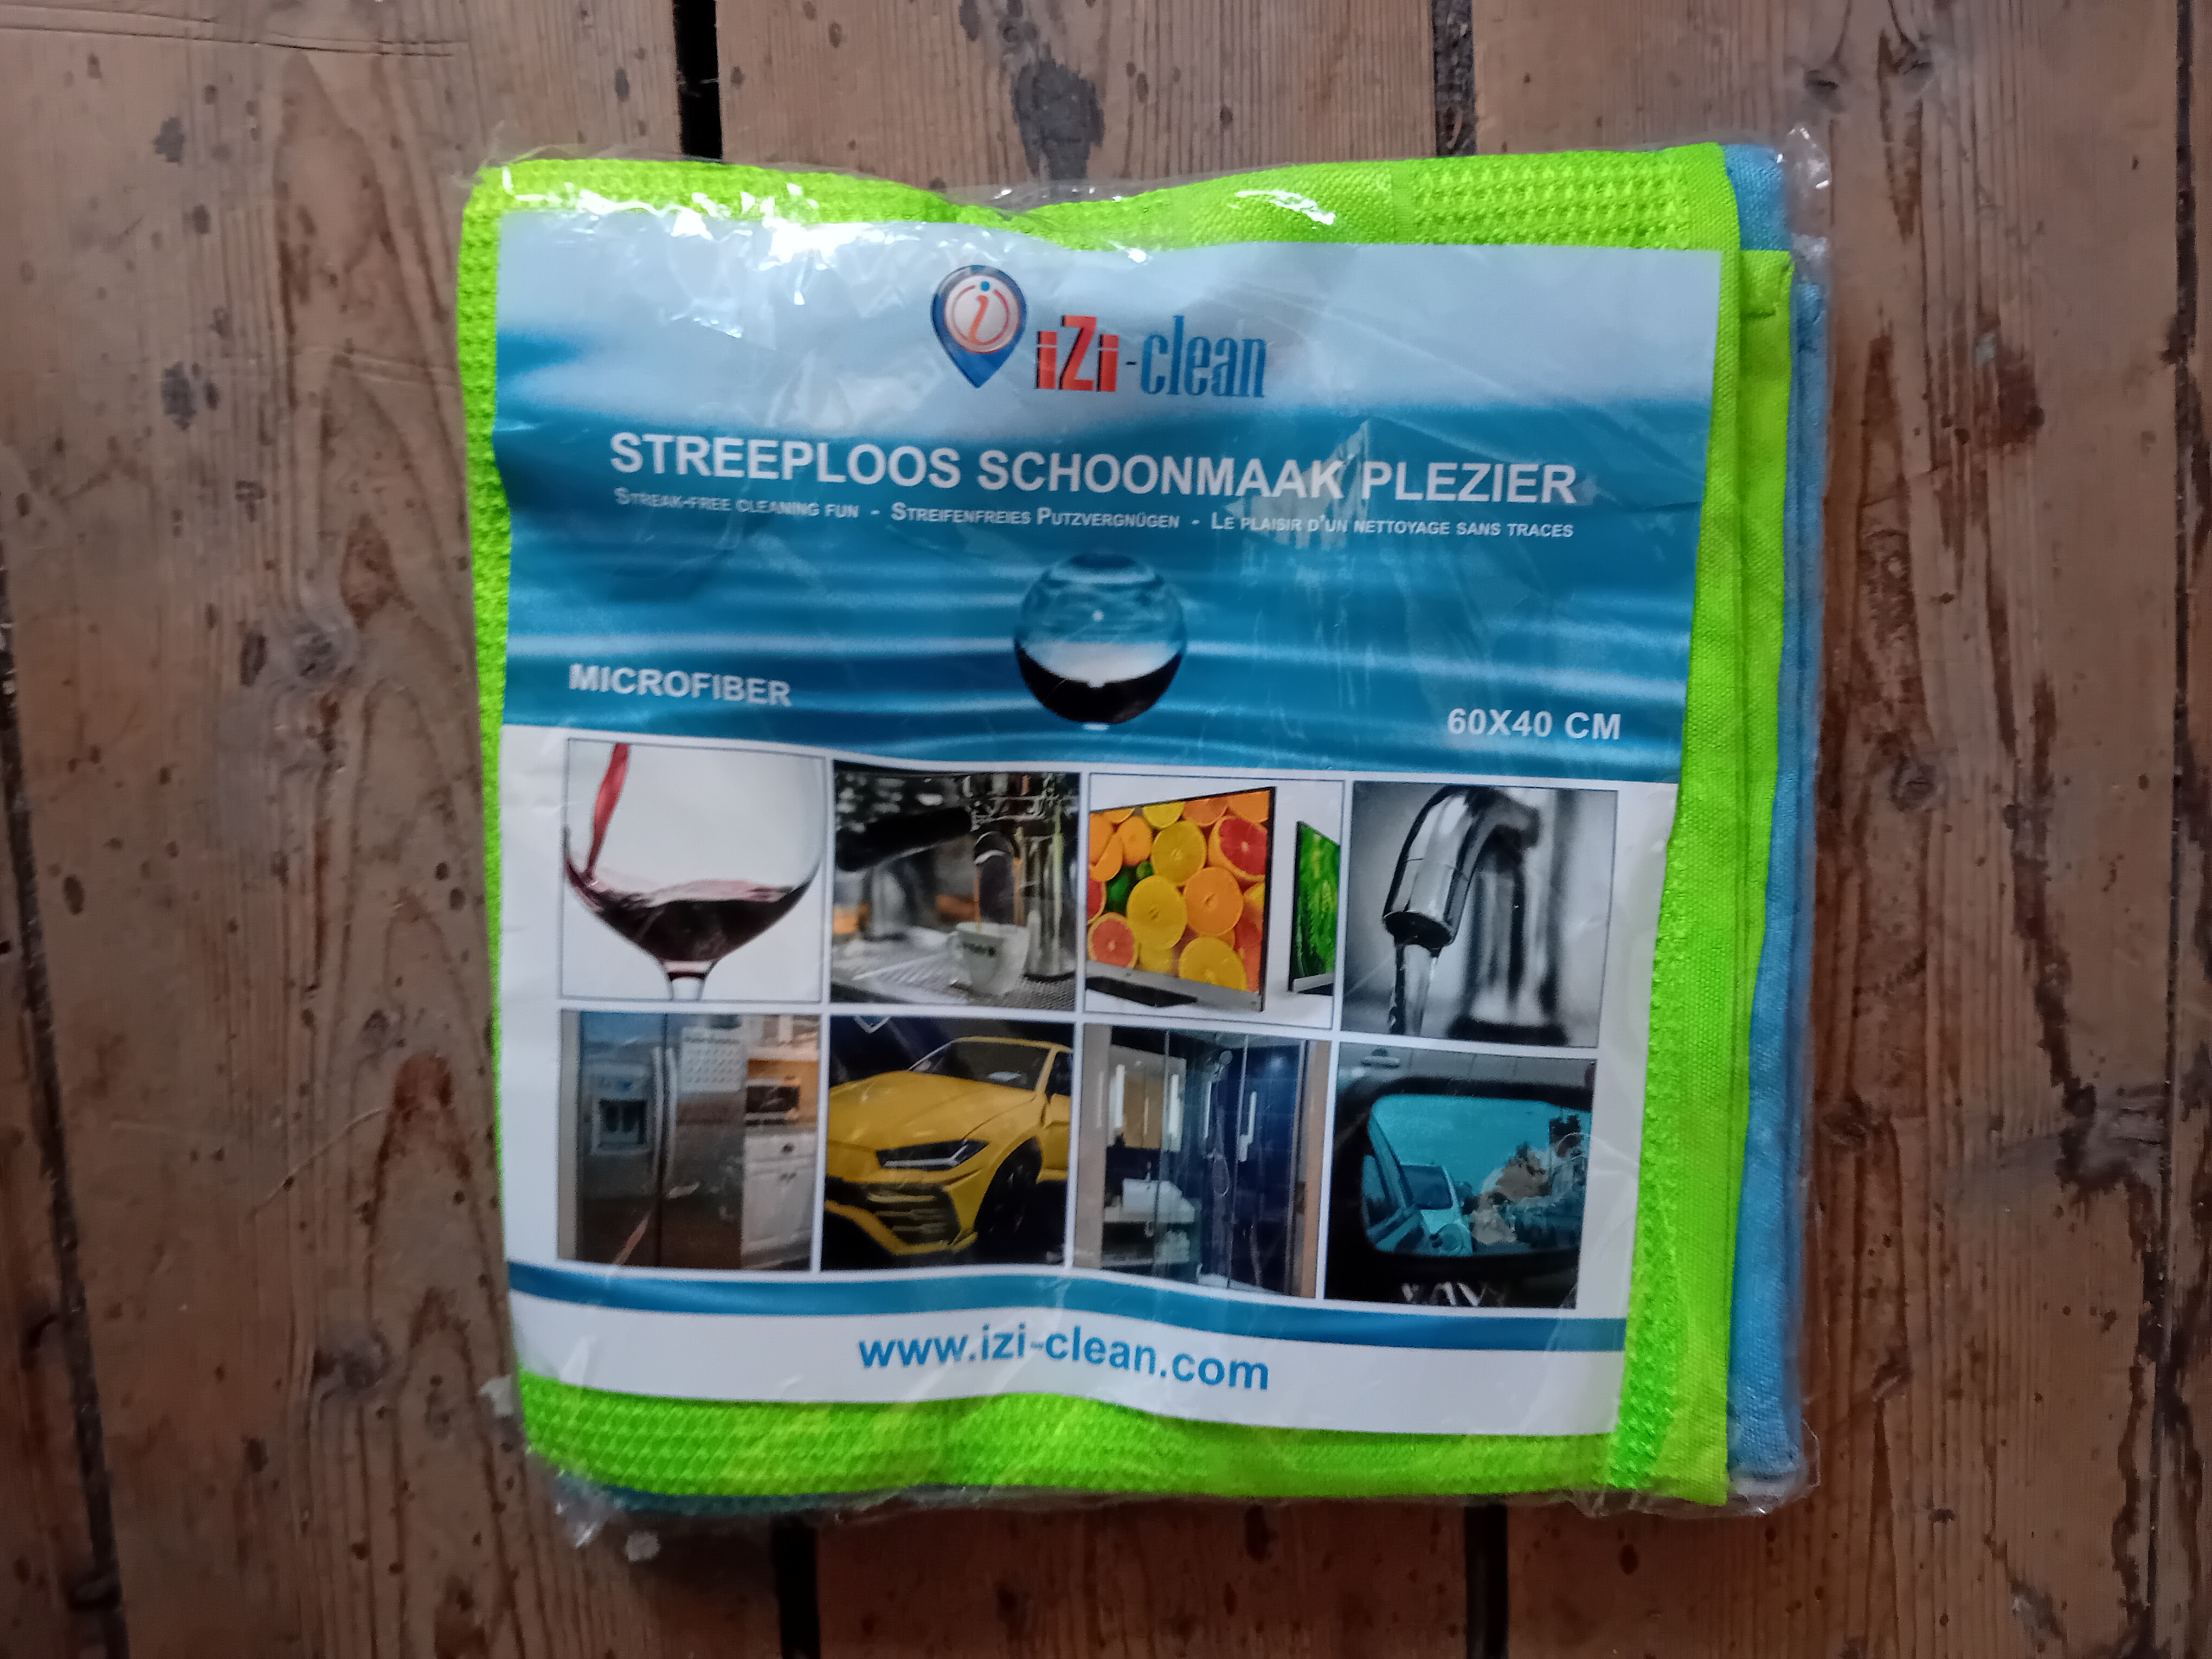 iZi-clean
STREEPLOOS SCHOONMAAK PLEZIER
STREAK-FREE CLEANING FUN - STREIFENFREIES PUTZVERGNÜGEN - LE PLAISIR D'UN NETTOYAGE SANS TRACES
MICROFIBER
60X40 CM
www.izi-clean.com